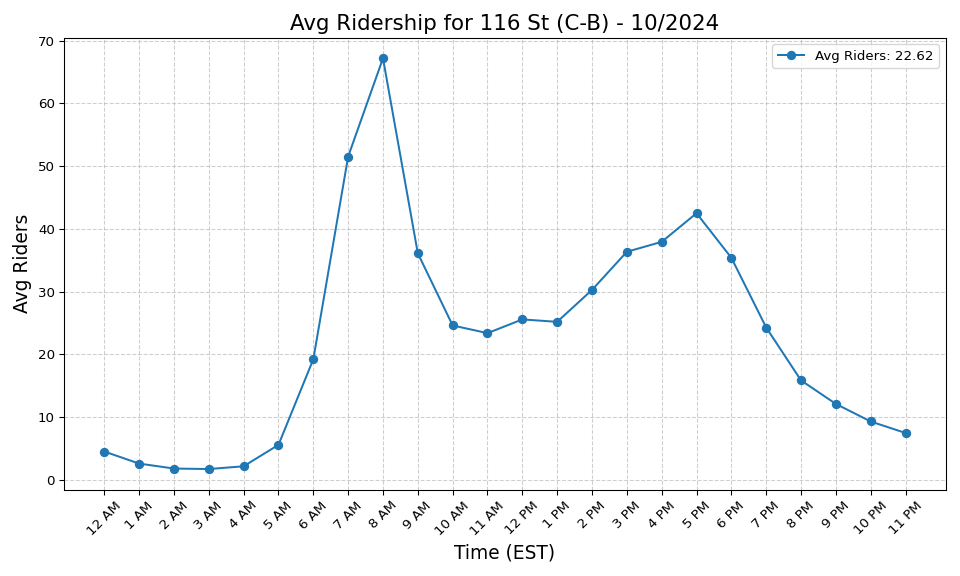 Avg Ridership for 116 St (C-B) - 10/2024
Avg Riders: 22.62
Avg Riders
70
60
50
40
30
20
10
0
12 AM 1 AM 2 AM 3 AM 4 AM 5 AM 6 AM 7 AM 8 AM 9 AM 10 AM 11 AM 12 PM 1 PM 2 PM 3 PM 4 PM 5 PM 6 PM 7 PM 8 PM 9 PM 10 PM 11 PM
Time (EST)